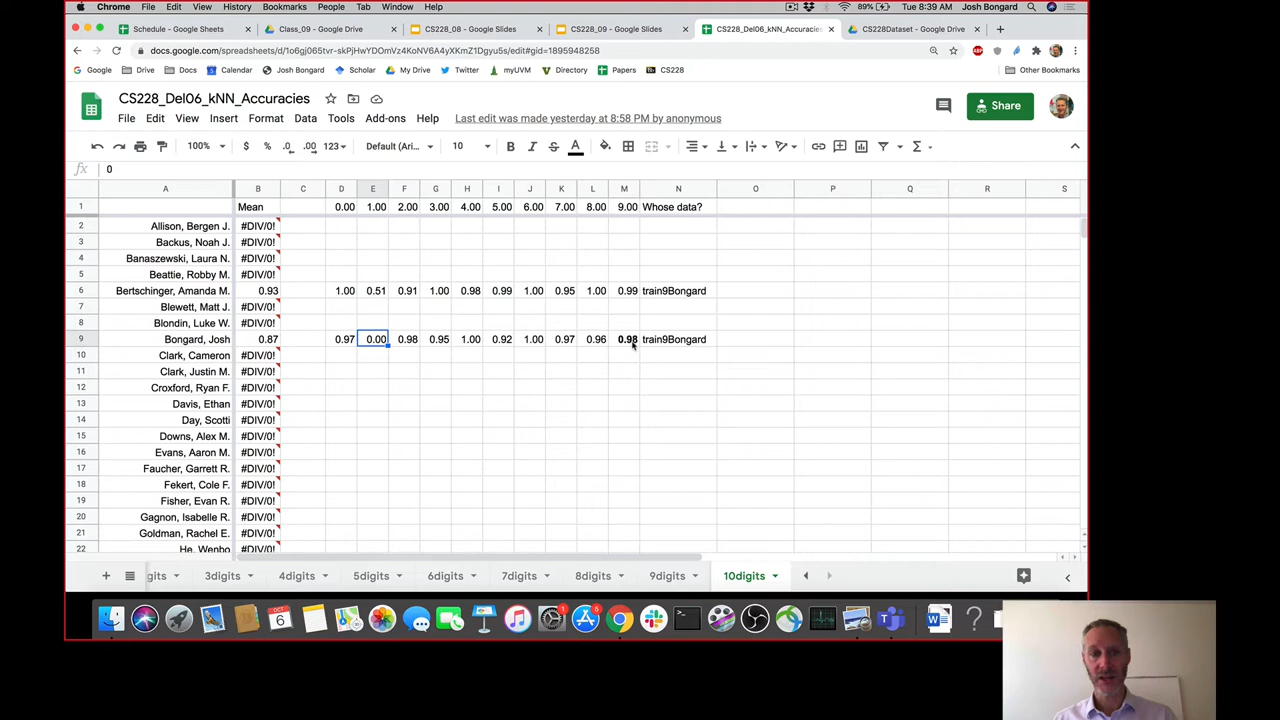 Chrome File Edit View History Bookmarks People Tab Window Help 89% Tue 8:39 AM Josh Bongard
Schedule - Google Sheets Class_09 - Google Drive CS228_08 - Google Slides CS228_09 - Google Slides CS228_Del06_kNN_Accuracies CS228Dataset - Google Drive
docs.google.com/spreadsheets/d/1o6gj065tvr-skPjHwYDOmVz4KoNV6A4yXKmZ1Dgyu5s/edit#gid=1895948258
Google Drive Docs Calendar Josh Bongard Scholar My Drive Twitter myUVM Directory Papers CS228 Other Bookmarks
CS228_Del06_kNN_Accuracies
Share
File Edit View Insert Format Data Tools Add-ons Help Last edit was made yesterday at 8:58 PM by anonymous
100% $ % .0 .00 123 Default (Ari... 10 B I S A
fx 0
A B C D E F G H I J K L M N O P Q R S
1 Mean 0.00 1.00 2.00 3.00 4.00 5.00 6.00 7.00 8.00 9.00 Whose data?
2 Allison, Bergen J. #DIV/0!
3 Backus, Noah J. #DIV/0!
4 Banaszewski, Laura N. #DIV/0!
5 Beattie, Robby M. #DIV/0!
6 Bertschinger, Amanda M. 0.93 1.00 0.51 0.91 1.00 0.98 0.99 1.00 0.95 1.00 0.99 train9Bongard
7 Blewett, Matt J. #DIV/0!
8 Blondin, Luke W. #DIV/0!
9 Bongard, Josh 0.87 0.97 0.00 0.98 0.95 1.00 0.92 1.00 0.97 0.96 0.98 train9Bongard
10 Clark, Cameron #DIV/0!
11 Clark, Justin M. #DIV/0!
12 Croxford, Ryan F. #DIV/0!
13 Davis, Ethan #DIV/0!
14 Day, Scotti #DIV/0!
15 Downs, Alex M. #DIV/0!
16 Evans, Aaron M. #DIV/0!
17 Faucher, Garrett R. #DIV/0!
18 Fekert, Cole F. #DIV/0!
19 Fisher, Evan R. #DIV/0!
20 Gagnon, Isabelle R. #DIV/0!
21 Goldman, Rachel E. #DIV/0!
22 He, Wenbo #DIV/0!
gits 3digits 4digits 5digits 6digits 7digits 8digits 9digits 10digits
OCT 6 1 6